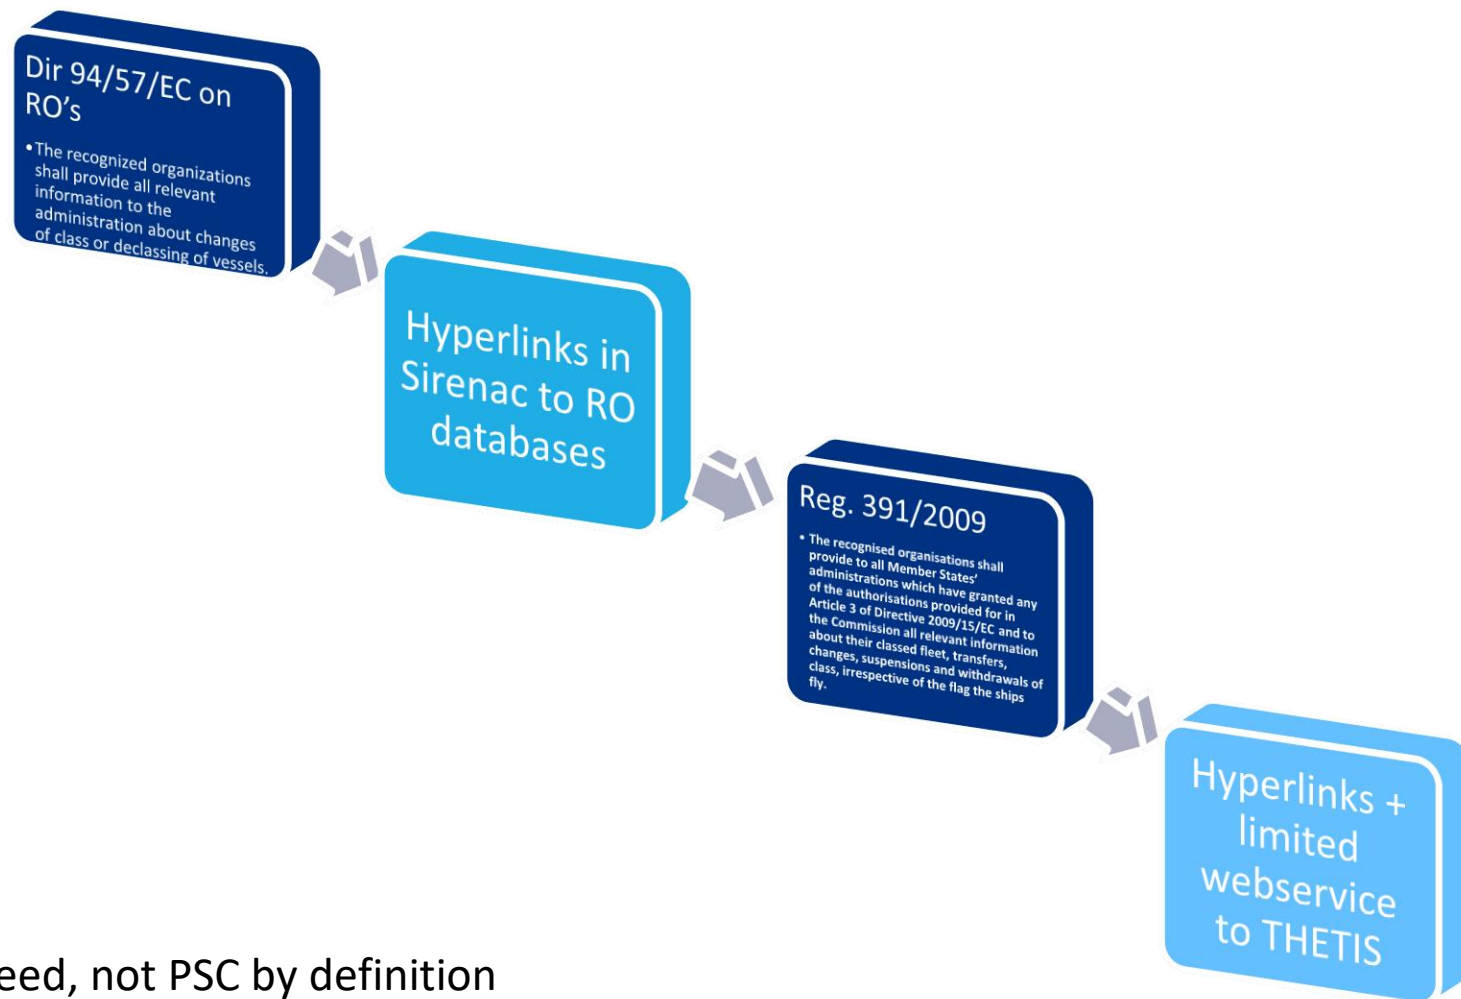 Dir 94/57/EC on
RO’s
•The recognized organizations
shall provide all relevant
information to the
administration about changes
of class or declassing of vessels.
Hyperlinks in
Sirenac to RO
databases
Reg. 391/2009
• The recognised organisations shall
provide to all Member States’
administrations which have granted any
of the authorisations provided for in
Article 3 of Directive 2009/15/EC and to
the Commission all relevant information
about their classed fleet, transfers,
changes, suspensions and withdrawals of
class, irrespective of the flag the ships
fly.
Hyperlinks +
limited
webservice
to THETIS
eed, not PSC by definition